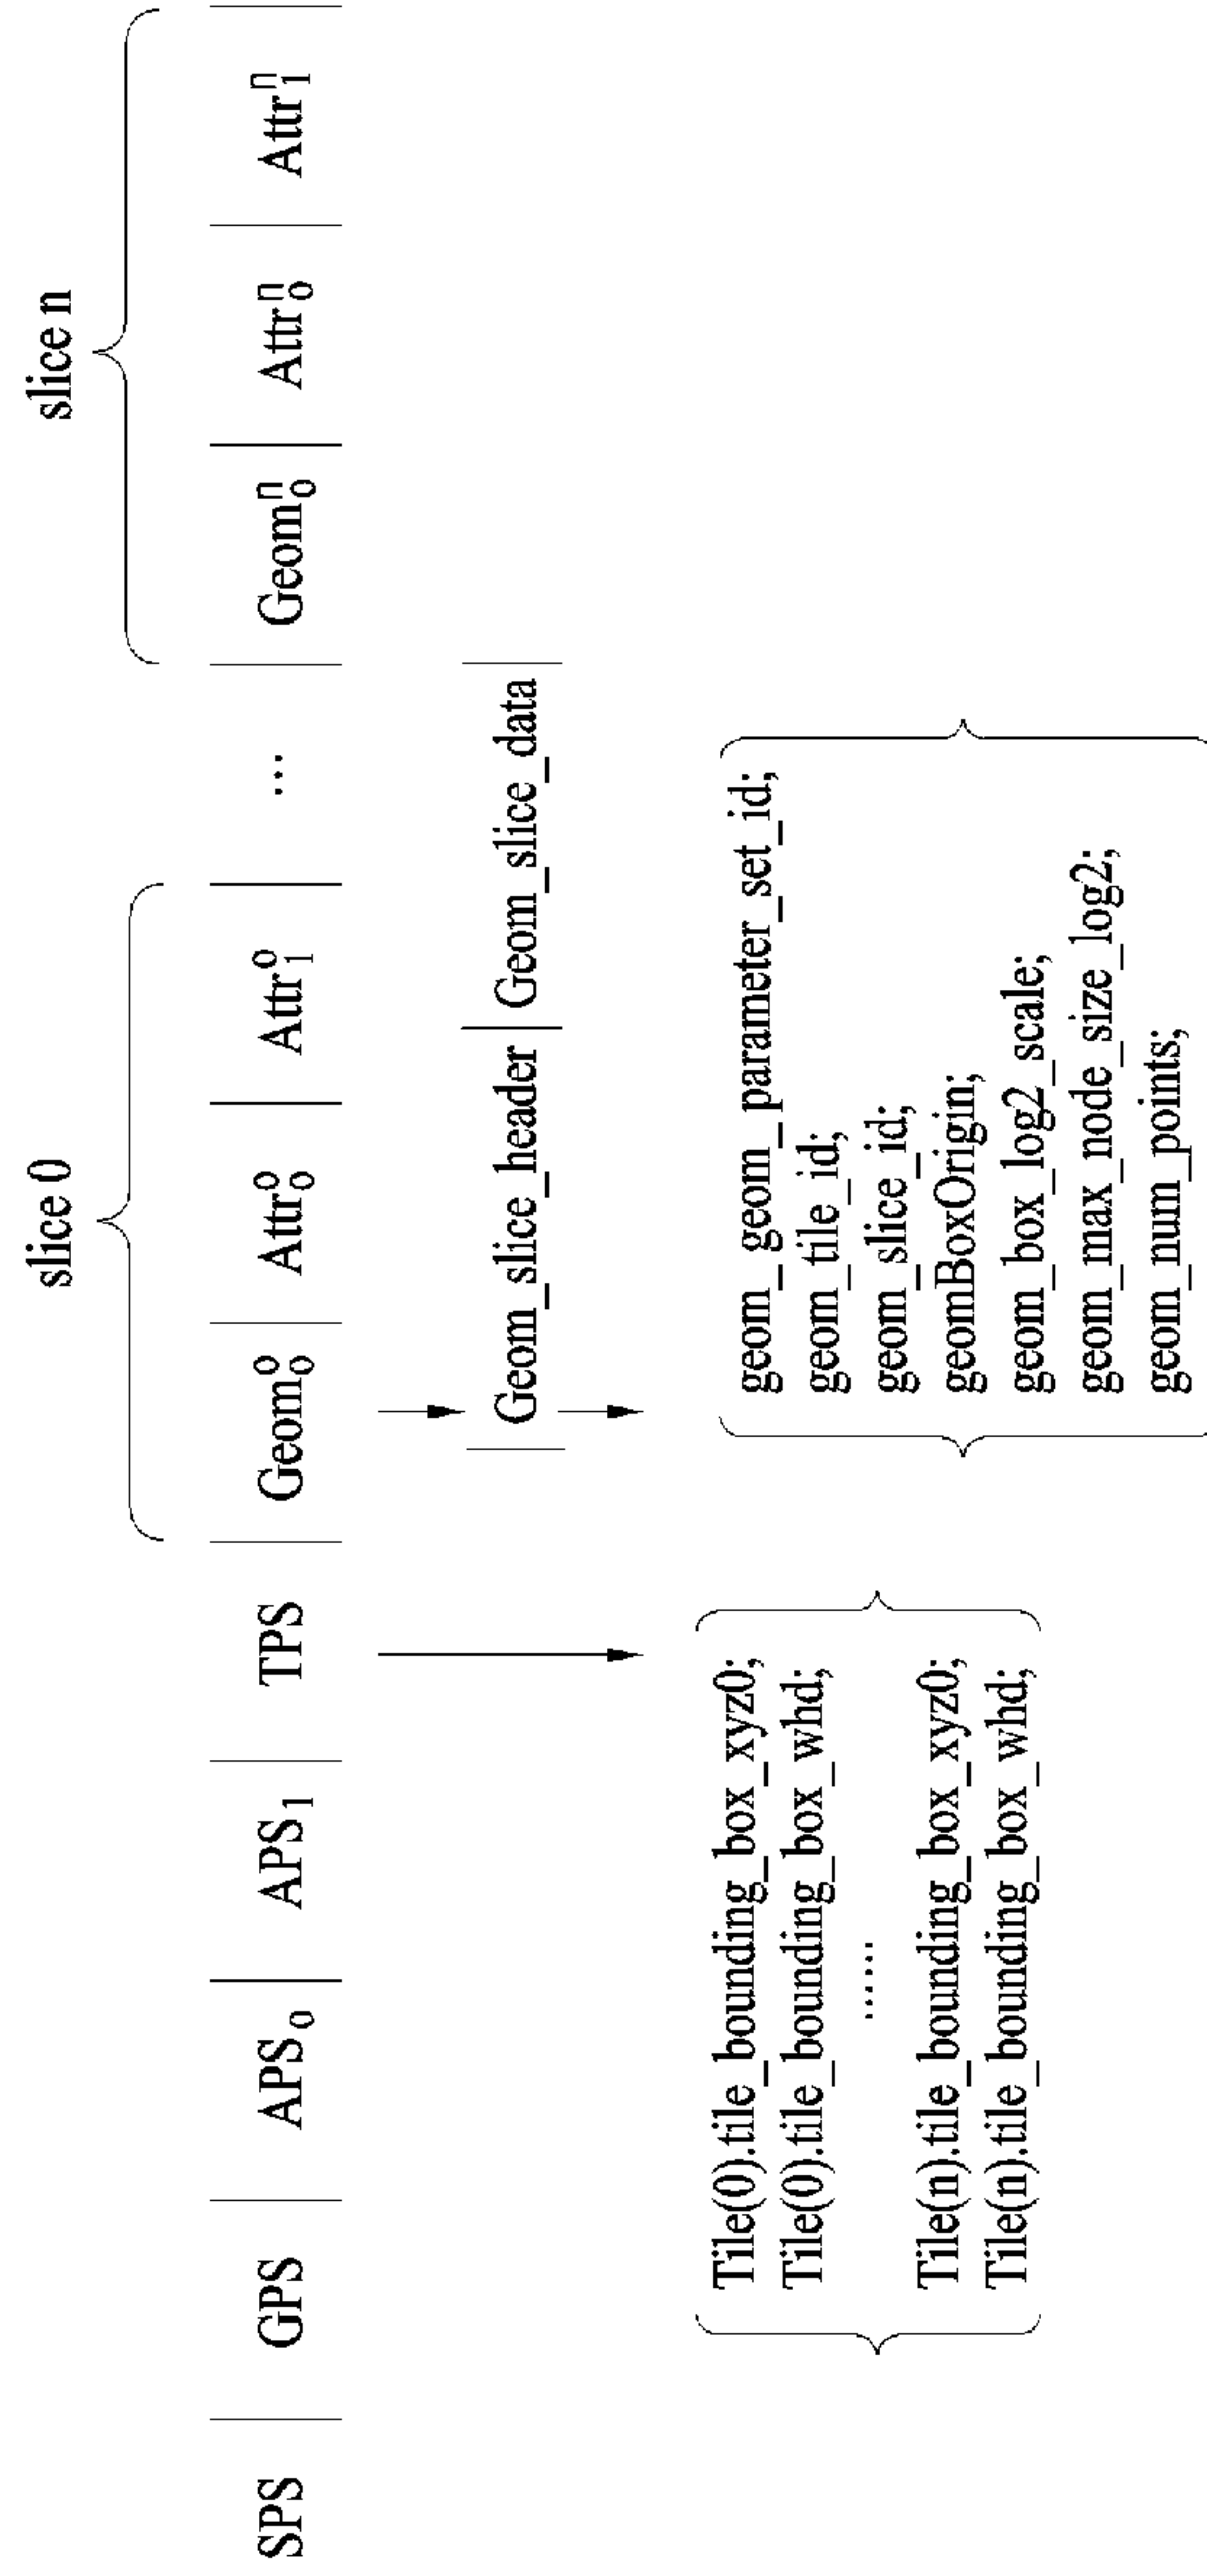 slice 0
slice n
SPS GPS APS₀ APS₁ TPS Geom₀⁰ Attr₀⁰ Attr₁⁰ ... Geom₀ⁿ Attr₀ⁿ Attr₁ⁿ
Geom_slice_header Geom_slice_data
Tile(0).tile_bounding_box_xyz0;
Tile(0).tile_bounding_box_whd;
......
Tile(n).tile_bounding_box_xyz0;
Tile(n).tile_bounding_box_whd;
geom_geom_parameter_set_id;
geom_tile_id;
geom_slice_id;
geomBoxOrigin;
geom_box_log2_scale;
geom_max_node_size_log2;
geom_num_points;